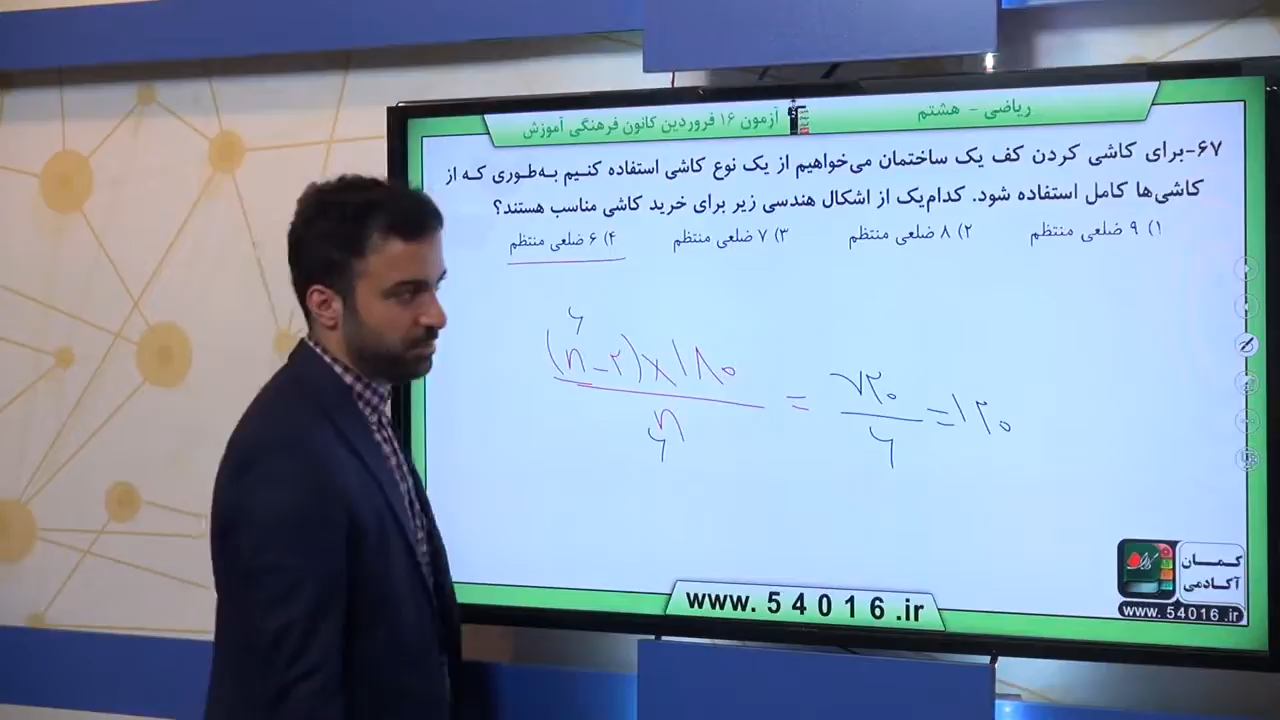 ریاضی - هشتم
آزمون ۱۶ فروردین کانون فرهنگی آموزش
۶۷-برای کاشی کردن کف یک ساختمان می‌خواهیم از یک نوع کاشی استفاده کنیم به‌طوری که از
کاشی‌ها کامل استفاده شود. کدام‌یک از اشکال هندسی زیر برای خرید کاشی مناسب هستند؟
۱) ۹ ضلعی منتظم ۲) ۸ ضلعی منتظم ۳) ۷ ضلعی منتظم ۴) ۶ ضلعی منتظم
۶
(n-۲)×۱۸۰
n
۶
= ۷۲۰
۶
=۱۲۰
کمان
آکادمی
www.54016.ir
www.54016.ir